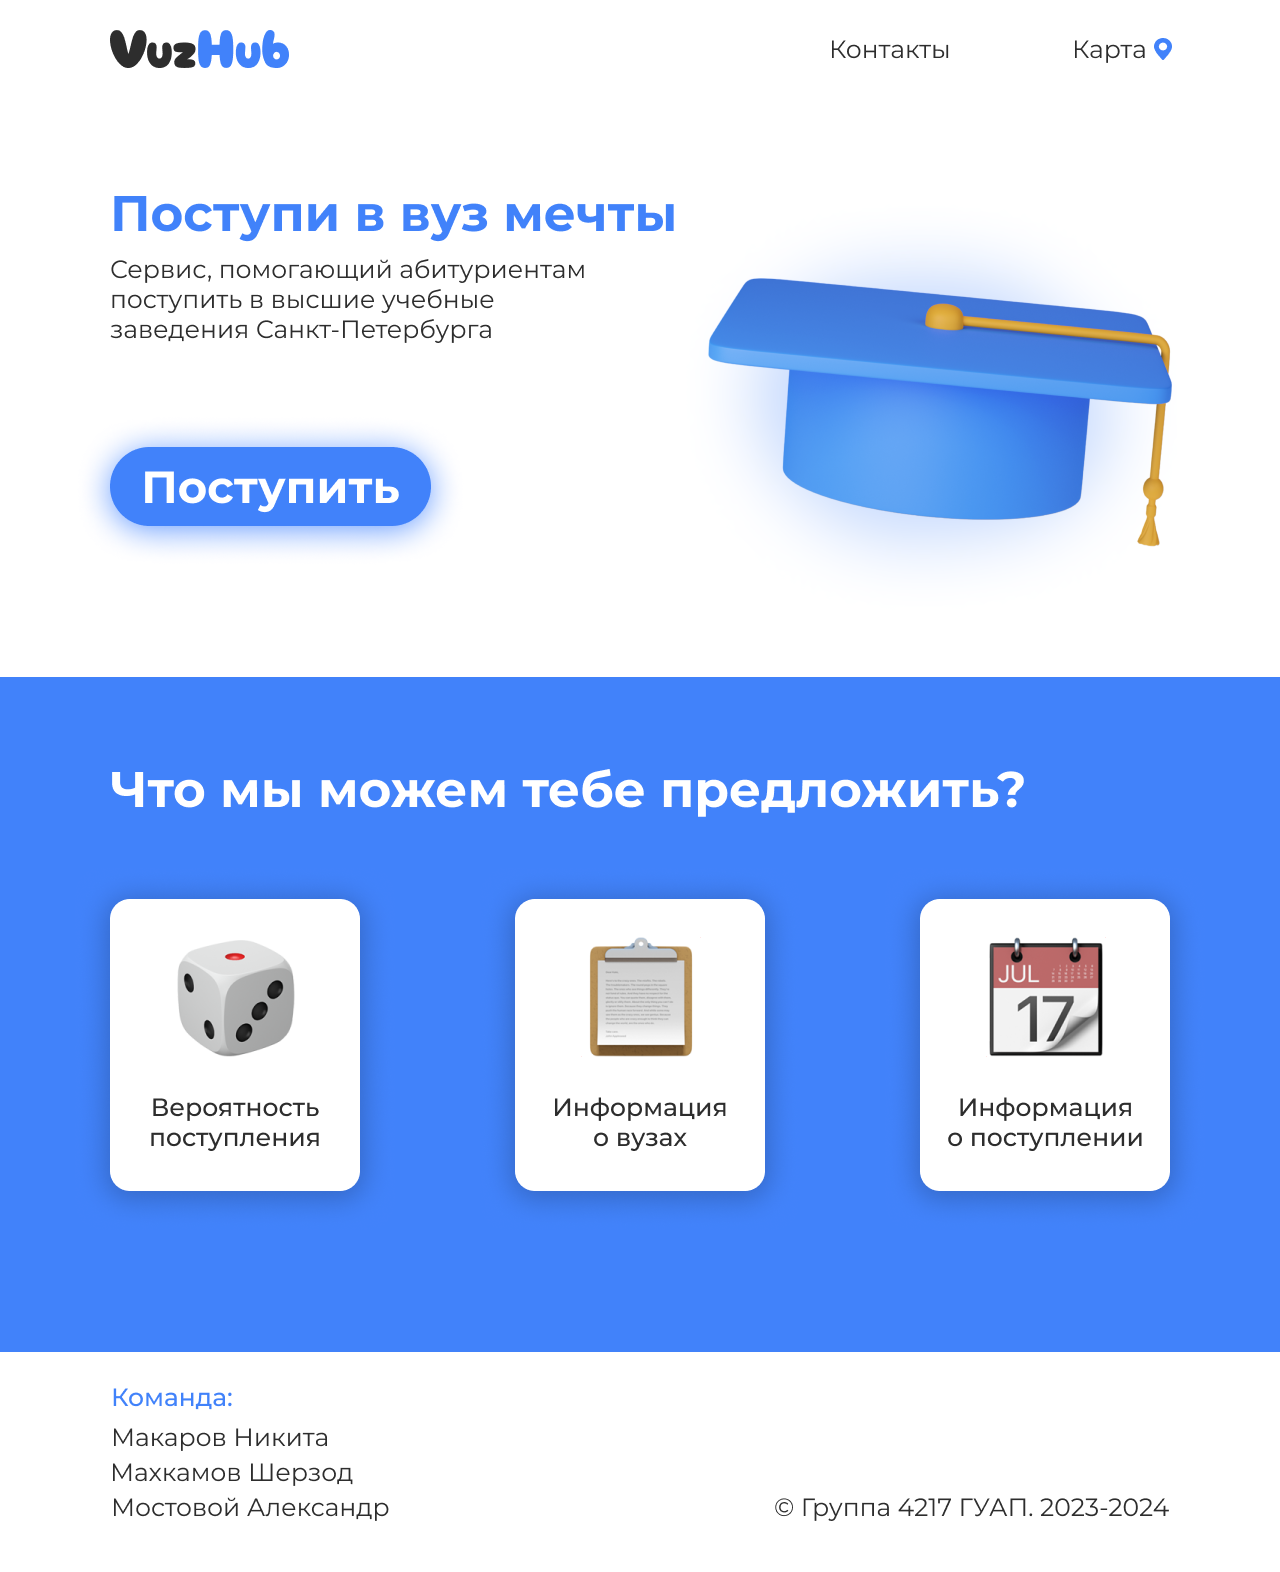 VuzHub
Контакты
Карта
Поступи в вуз мечты
Сервис, помогающий абитуриентам
поступить в высшие учебные
заведения Санкт-Петербурга
Поступить
Что мы можем тебе предложить?
JUL
17
Вероятность
поступления
Информация
о вузах
Информация
о поступлении
Команда:
Макаров Никита
Махкамов Шерзод
Мостовой Александр
© Группа 4217 ГУАП. 2023-2024